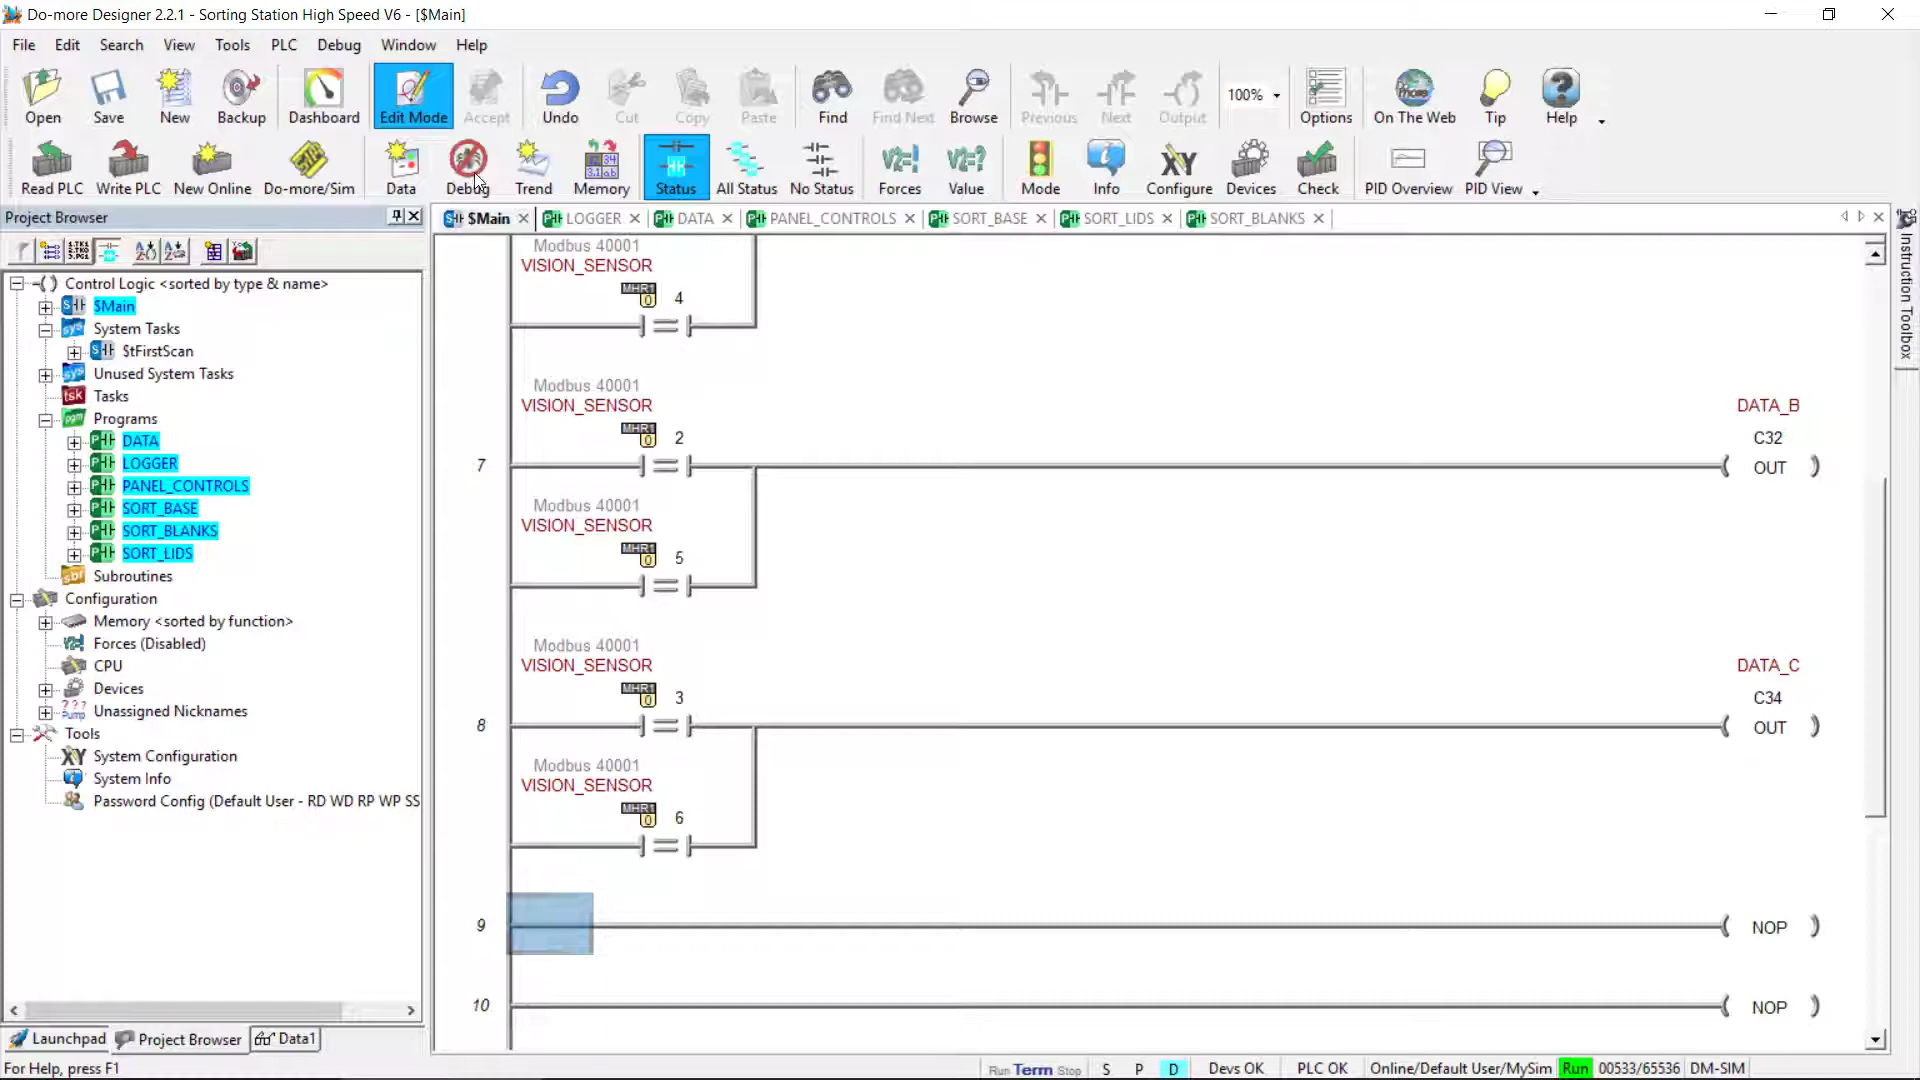 Do-more Designer 2.2.1 - Sorting Station High Speed V6 - [$Main]
File Edit Search View Tools PLC Debug Window Help
Open Save New Backup Dashboard Edit Mode Accept Undo Cut Copy Paste Find Find Next Browse Previous Next Output 100% Options On The Web Tip Help
Read PLC Write PLC New Online Do-more/Sim Data Debug Trend Memory Status All Status No Status Forces Value Mode Info Configure Devices Check PID Overview PID View
Project Browser
$Main LOGGER DATA PANEL_CONTROLS SORT_BASE SORT_LIDS SORT_BLANKS
Instruction Toolbox
Control Logic <sorted by type & name>
$Main
System Tasks
$tFirstScan
Unused System Tasks
Tasks
Programs
DATA
LOGGER
PANEL_CONTROLS
SORT_BASE
SORT_BLANKS
SORT_LIDS
Subroutines
Configuration
Memory <sorted by function>
Forces (Disabled)
CPU
Devices
Unassigned Nicknames
Tools
System Configuration
System Info
Password Config (Default User - RD WD RP WP SS
Launchpad Project Browser Data1
Modbus 40001
VISION_SENSOR
MHR1
0 4
Modbus 40001
VISION_SENSOR DATA_B
MHR1
0 2 C32
7 OUT
Modbus 40001
VISION_SENSOR
MHR1
0 5
Modbus 40001
VISION_SENSOR DATA_C
MHR1
0 3 C34
8 OUT
Modbus 40001
VISION_SENSOR
MHR1
0 6
9 NOP
10 NOP
For Help, press F1
Run Term Stop S P D Devs OK PLC OK Online/Default User/MySim Run 00533/65536 DM-SIM